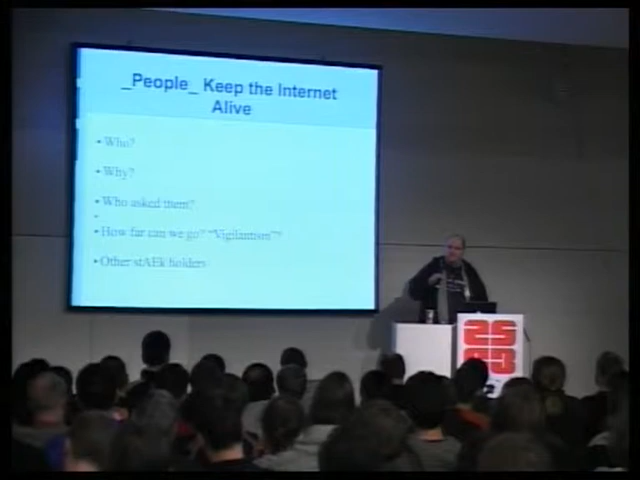 _People_ Keep the Internet
Alive
• Who?
• Why?
• Who asked them?
•
• How far can we go? "Vigilantism"?
• Other stAEk holders
25
C3